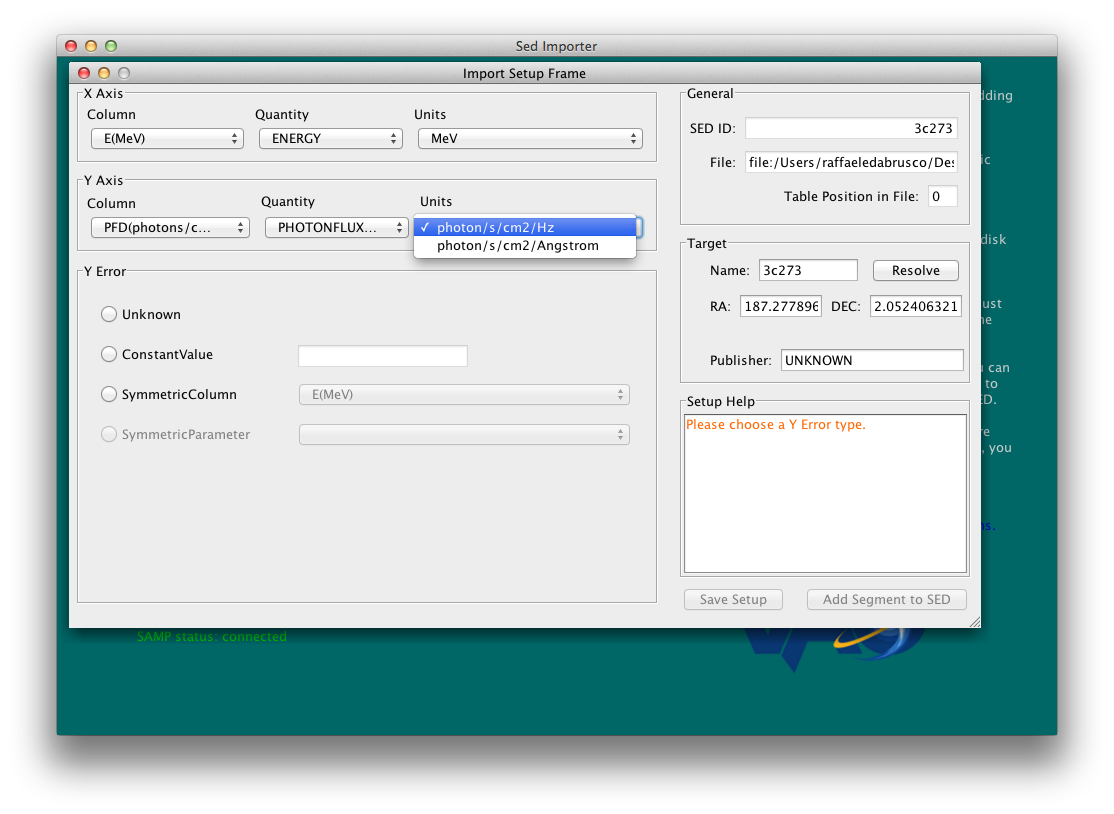 Sed Importer
Import Setup Frame
X Axis
Column Quantity Units
E(MeV) ENERGY MeV
Y Axis
Column Quantity Units
PFD(photons/c... PHOTONFLUX... ✓ photon/s/cm2/Hz
photon/s/cm2/Angstrom
Y Error
Unknown
ConstantValue
SymmetricColumn E(MeV)
SymmetricParameter
General
SED ID: 3c273
File: file:/Users/raffaeledabrusco/Des
Table Position in File: 0
Target
Name: 3c273 Resolve
RA: 187.277896 DEC: 2.052406321
Publisher: UNKNOWN
Setup Help
Please choose a Y Error type.
Save Setup Add Segment to SED
dding
ic
disk
ust
ne
can
to
ED.
re
, you
ns.
SAMP status: connected